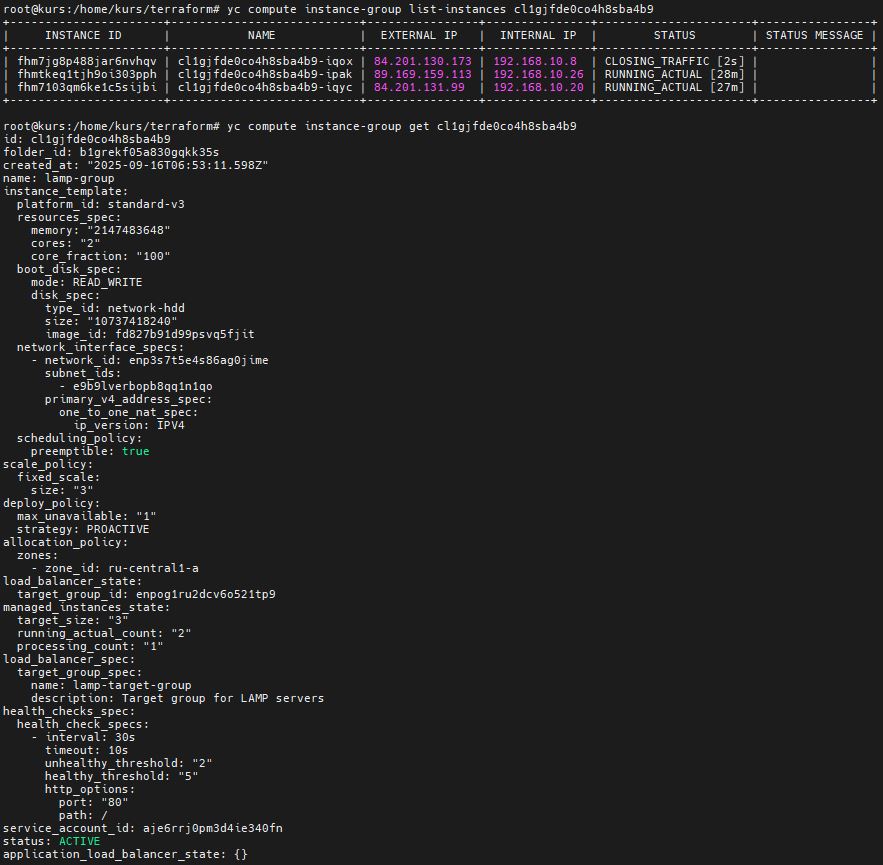 root@kurs:/home/kurs/terraform# yc compute instance-group list-instances cl1gjfde0co4h8sba4b9
+----------------------+---------------------------+----------------+---------------+----------------------+----------------+
| INSTANCE ID | NAME | EXTERNAL IP | INTERNAL IP | STATUS | STATUS MESSAGE |
+----------------------+---------------------------+----------------+---------------+----------------------+----------------+
| fhm7jg8p488jar6nvhqv | cl1gjfde0co4h8sba4b9-iqox | 84.201.130.173 | 192.168.10.8 | CLOSING_TRAFFIC [2s] | |
| fhmtkeq1tjh9oi303pph | cl1gjfde0co4h8sba4b9-ipak | 89.169.159.113 | 192.168.10.26 | RUNNING_ACTUAL [28m] | |
| fhm7103qm6ke1c5sijbi | cl1gjfde0co4h8sba4b9-iqyc | 84.201.131.99 | 192.168.10.20 | RUNNING_ACTUAL [27m] | |
+----------------------+---------------------------+----------------+---------------+----------------------+----------------+
root@kurs:/home/kurs/terraform# yc compute instance-group get cl1gjfde0co4h8sba4b9
id: cl1gjfde0co4h8sba4b9
folder_id: b1grekf05a830gqkk35s
created_at: "2025-09-16T06:53:11.598Z"
name: lamp-group
instance_template:
  platform_id: standard-v3
  resources_spec:
    memory: "2147483648"
    cores: "2"
    core_fraction: "100"
  boot_disk_spec:
    mode: READ_WRITE
    disk_spec:
      type_id: network-hdd
      size: "10737418240"
      image_id: fd827b91d99psvq5fjit
  network_interface_specs:
    - network_id: enp3s7t5e4s86ag0jime
      subnet_ids:
        - e9b9lverbopb8qq1n1qo
      primary_v4_address_spec:
        one_to_one_nat_spec:
          ip_version: IPV4
  scheduling_policy:
    preemptible: true
scale_policy:
  fixed_scale:
    size: "3"
deploy_policy:
  max_unavailable: "1"
  strategy: PROACTIVE
allocation_policy:
  zones:
    - zone_id: ru-central1-a
load_balancer_state:
  target_group_id: enpog1ru2dcv6o521tp9
managed_instances_state:
  target_size: "3"
  running_actual_count: "2"
  processing_count: "1"
load_balancer_spec:
  target_group_spec:
    name: lamp-target-group
    description: Target group for LAMP servers
health_checks_spec:
  health_check_specs:
    - interval: 30s
      timeout: 10s
      unhealthy_threshold: "2"
      healthy_threshold: "5"
      http_options:
        port: "80"
        path: /
service_account_id: aje6rrj0pm3d4ie340fn
status: ACTIVE
application_load_balancer_state: {}